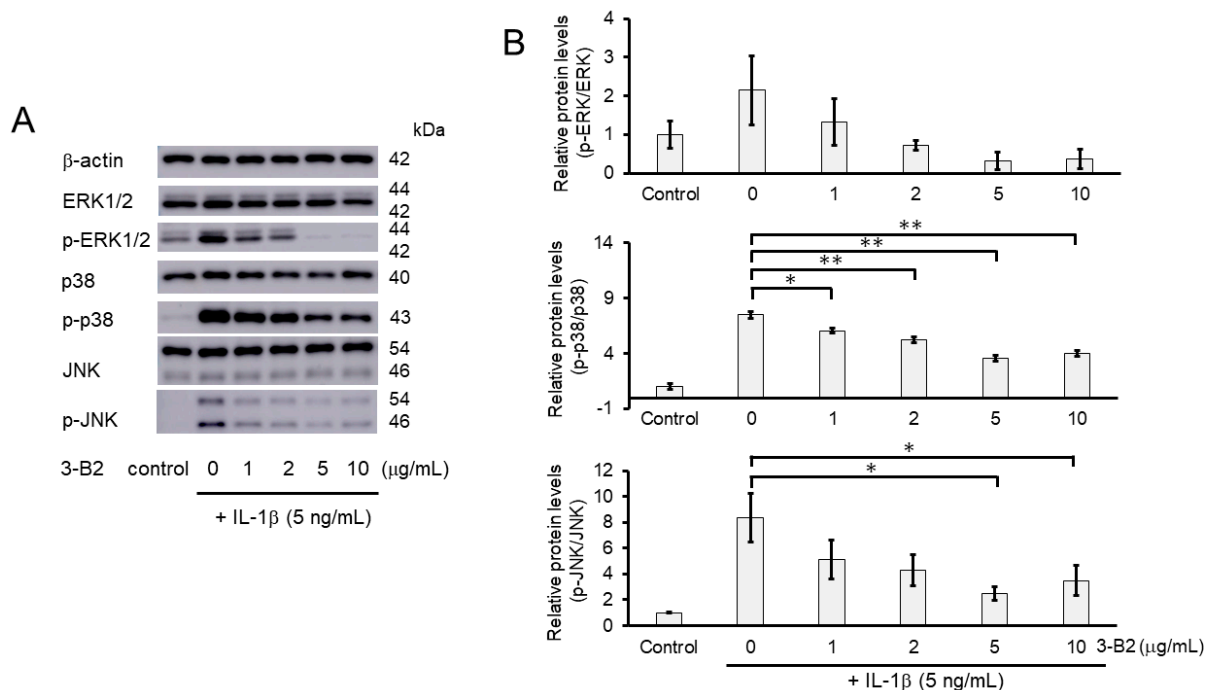 A
kDa
β-actin 42
ERK1/2 44
42
p-ERK1/2 44
42
p38 40
p-p38 43
JNK 54
46
p-JNK 54
46
3-B2 control 0 1 2 5 10 (μg/mL)
+ IL-1β (5 ng/mL)
B
Relative protein levels
(p-ERK/ERK)
4
3
2
1
0
Control 0 1 2 5 10
Relative protein levels
(p-p38/p38)
14
9
4
-1
**
**
**
*
Control 0 1 2 5 10
Relative protein levels
(p-JNK/JNK)
12
10
8
6
4
2
0
*
*
Control 0 1 2 5 10 3-B2 (μg/mL)
+ IL-1β (5 ng/mL)